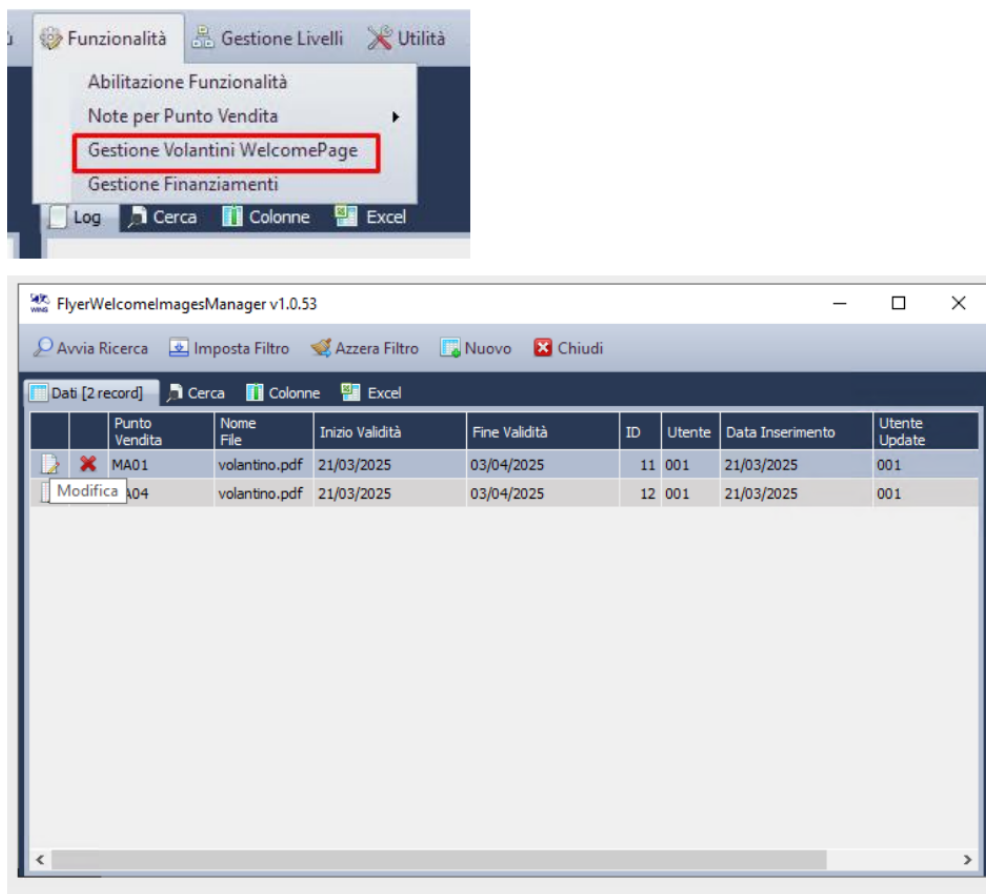 Funzionalità Gestione Livelli Utilità
Abilitazione Funzionalità
Note per Punto Vendita
Gestione Volantini WelcomePage
Gestione Finanziamenti
Log Cerca Colonne Excel
WING FlyerWelcomeImagesManager v1.0.53
Avvia Ricerca Imposta Filtro Azzera Filtro Nuovo Chiudi
Dati [2 record] Cerca Colonne Excel
Punto Vendita Nome File Inizio Validità Fine Validità ID Utente Data Inserimento Utente Update
MA01 volantino.pdf 21/03/2025 03/04/2025 11 001 21/03/2025 001
Modifica A04 volantino.pdf 21/03/2025 03/04/2025 12 001 21/03/2025 001